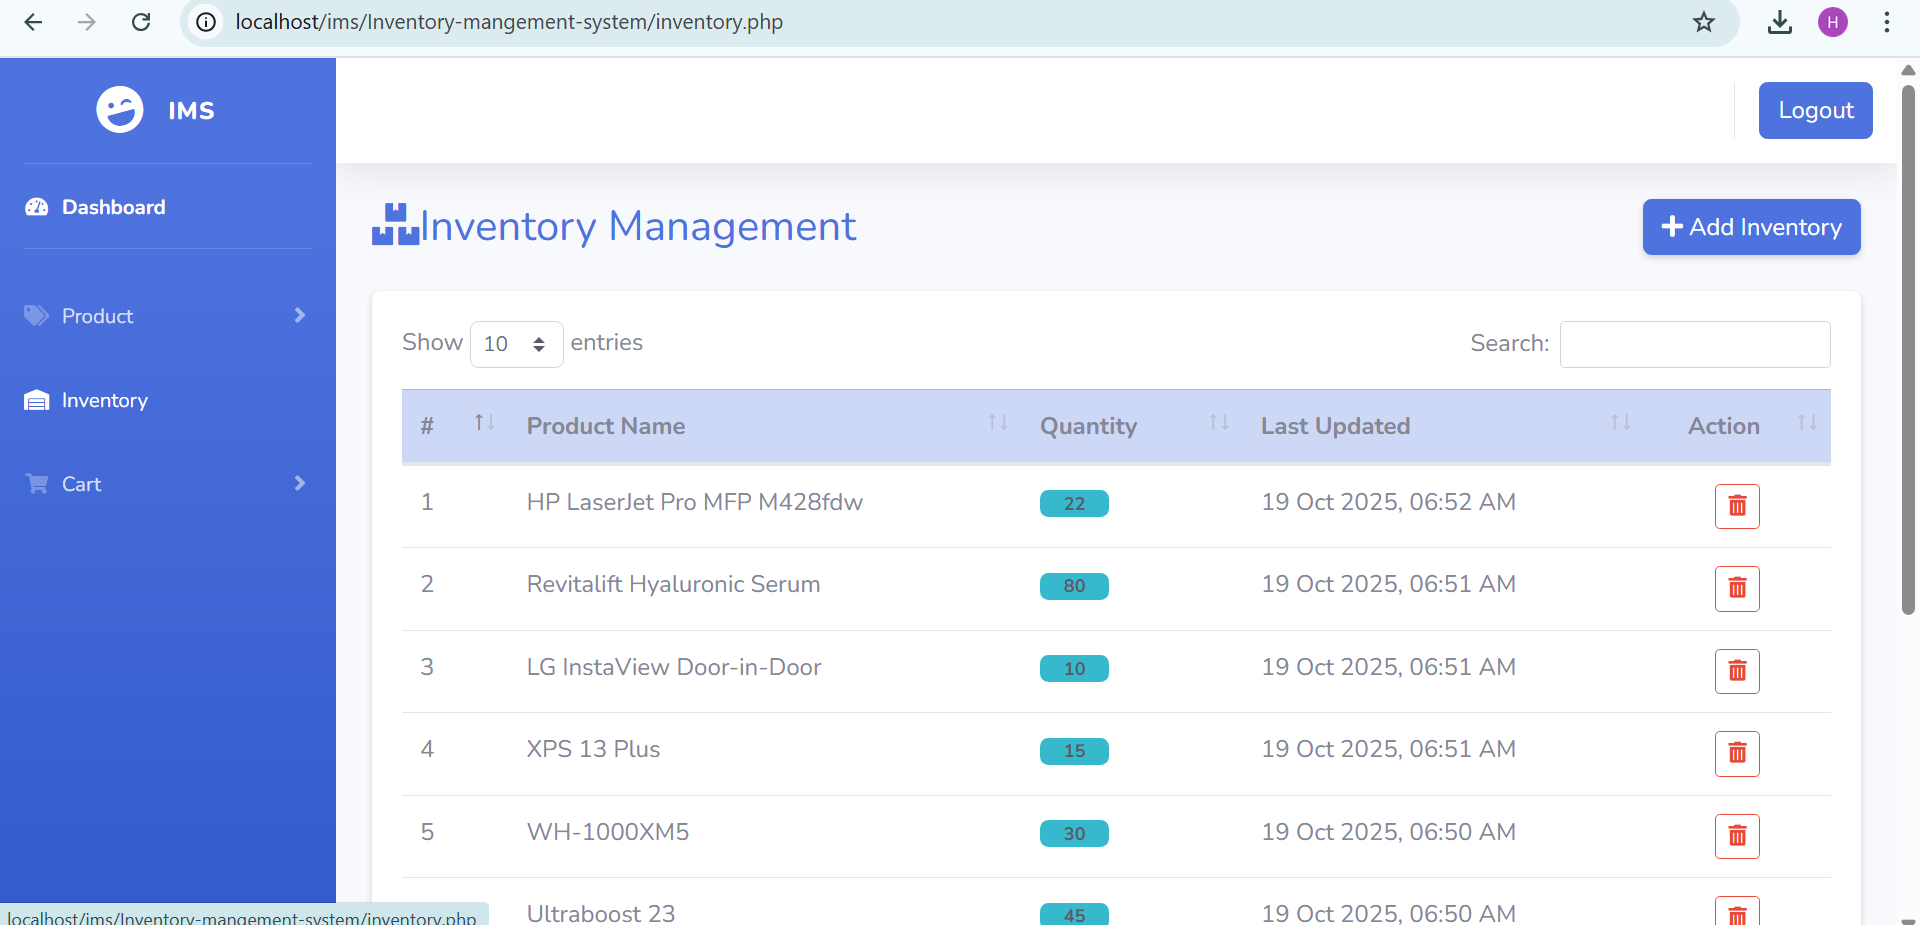 localhost/ims/Inventory-mangement-system/inventory.php
H
IMS
Logout
Dashboard
Inventory Management
Add Inventory
Product
Show 10 entries
Search:
Inventory
# Product Name Quantity Last Updated Action
Cart
1 HP LaserJet Pro MFP M428fdw 22 19 Oct 2025, 06:52 AM
2 Revitalift Hyaluronic Serum 80 19 Oct 2025, 06:51 AM
3 LG InstaView Door-in-Door 10 19 Oct 2025, 06:51 AM
4 XPS 13 Plus 15 19 Oct 2025, 06:51 AM
5 WH-1000XM5 30 19 Oct 2025, 06:50 AM
Ultraboost 23 45 19 Oct 2025, 06:50 AM
localhost/ims/Inventory-mangement-system/inventory.php